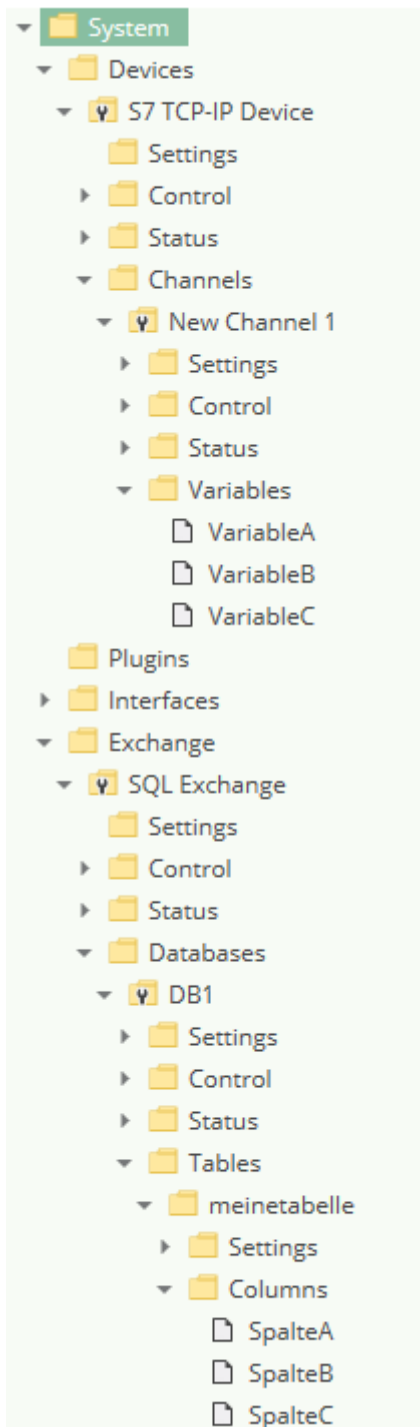 System
Devices
S7 TCP-IP Device
Settings
Control
Status
Channels
New Channel 1
Settings
Control
Status
Variables
VariableA
VariableB
VariableC
Plugins
Interfaces
Exchange
SQL Exchange
Settings
Control
Status
Databases
DB1
Settings
Control
Status
Tables
meinetabelle
Settings
Columns
SpalteA
SpalteB
SpalteC